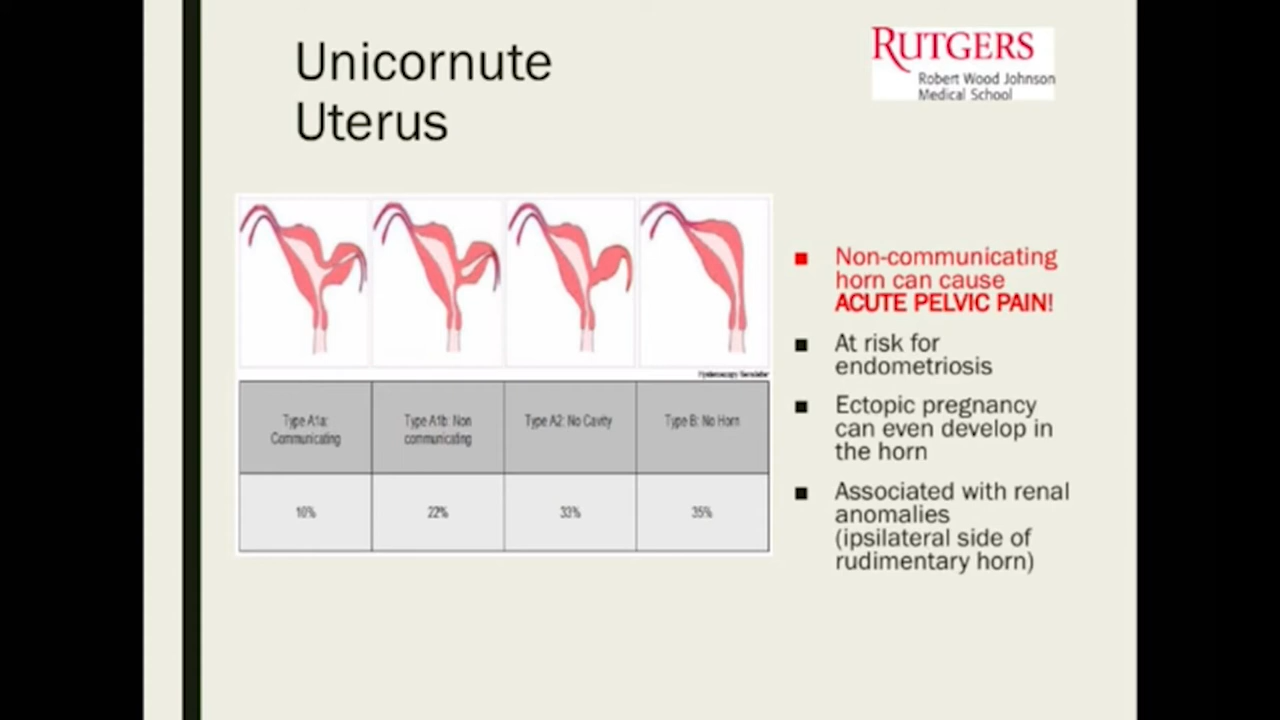 Unicornute
Uterus
RUTGERS
Robert Wood Johnson
Medical School
Type A1a:
Communicating
Type A1b: Non
communicating
Type A2: No Cavity
Type B: No Horn
10%
22%
33%
35%
Non-communicating
horn can cause
ACUTE PELVIC PAIN!
At risk for
endometriosis
Ectopic pregnancy
can even develop in
the horn
Associated with renal
anomalies
(ipsilateral side of
rudimentary horn)